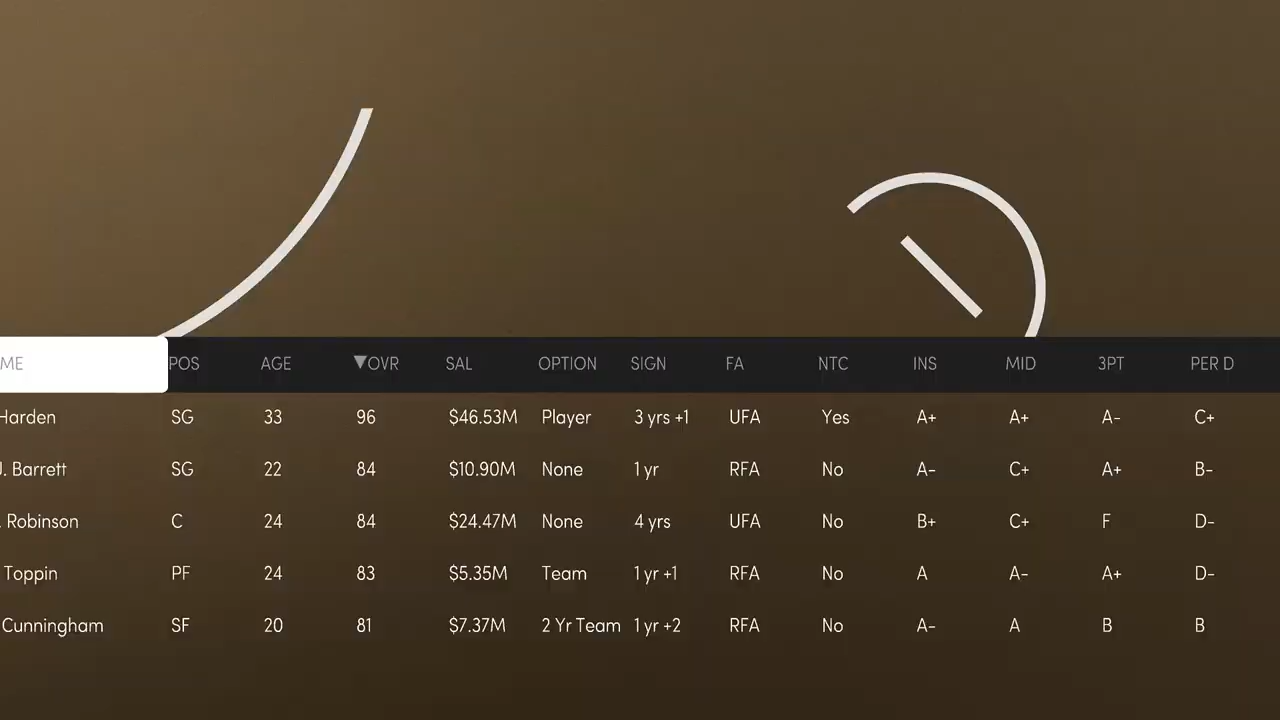 ME POS AGE ▼OVR SAL OPTION SIGN FA NTC INS MID 3PT PER D
Harden SG 33 96 $46.53M Player 3 yrs +1 UFA Yes A+ A+ A- C+
J. Barrett SG 22 84 $10.90M None 1 yr RFA No A- C+ A+ B-
. Robinson C 24 84 $24.47M None 4 yrs UFA No B+ C+ F D-
Toppin PF 24 83 $5.35M Team 1 yr +1 RFA No A A- A+ D-
Cunningham SF 20 81 $7.37M 2 Yr Team 1 yr +2 RFA No A- A B B